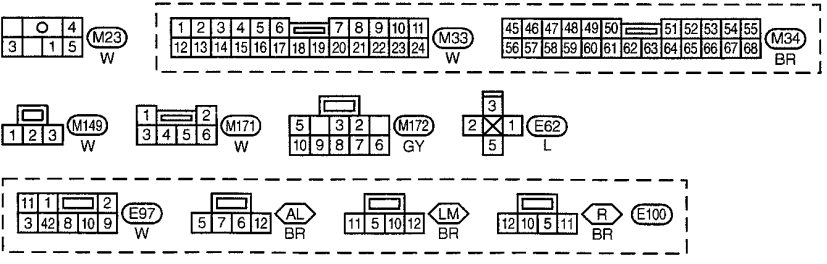 4
3 1 5
M23
W
1 2 3 4 5 6 7 8 9 10 11
12 13 14 15 16 17 18 19 20 21 22 23 24
M33
W
45 46 47 48 49 50 51 52 53 54 55
56 57 58 59 60 61 62 63 64 65 66 67 68
M34
BR
1 2 3
M149
W
1 2
3 4 5 6
M171
W
5 3 2
10 9 8 7 6
M172
GY
3
2 1
5
E62
L
11 1 2
3 42 8 10 9
E97
W
5 7 6 12
AL
BR
11 5 10 12
LM
BR
12 10 5 11
R
BR
E100